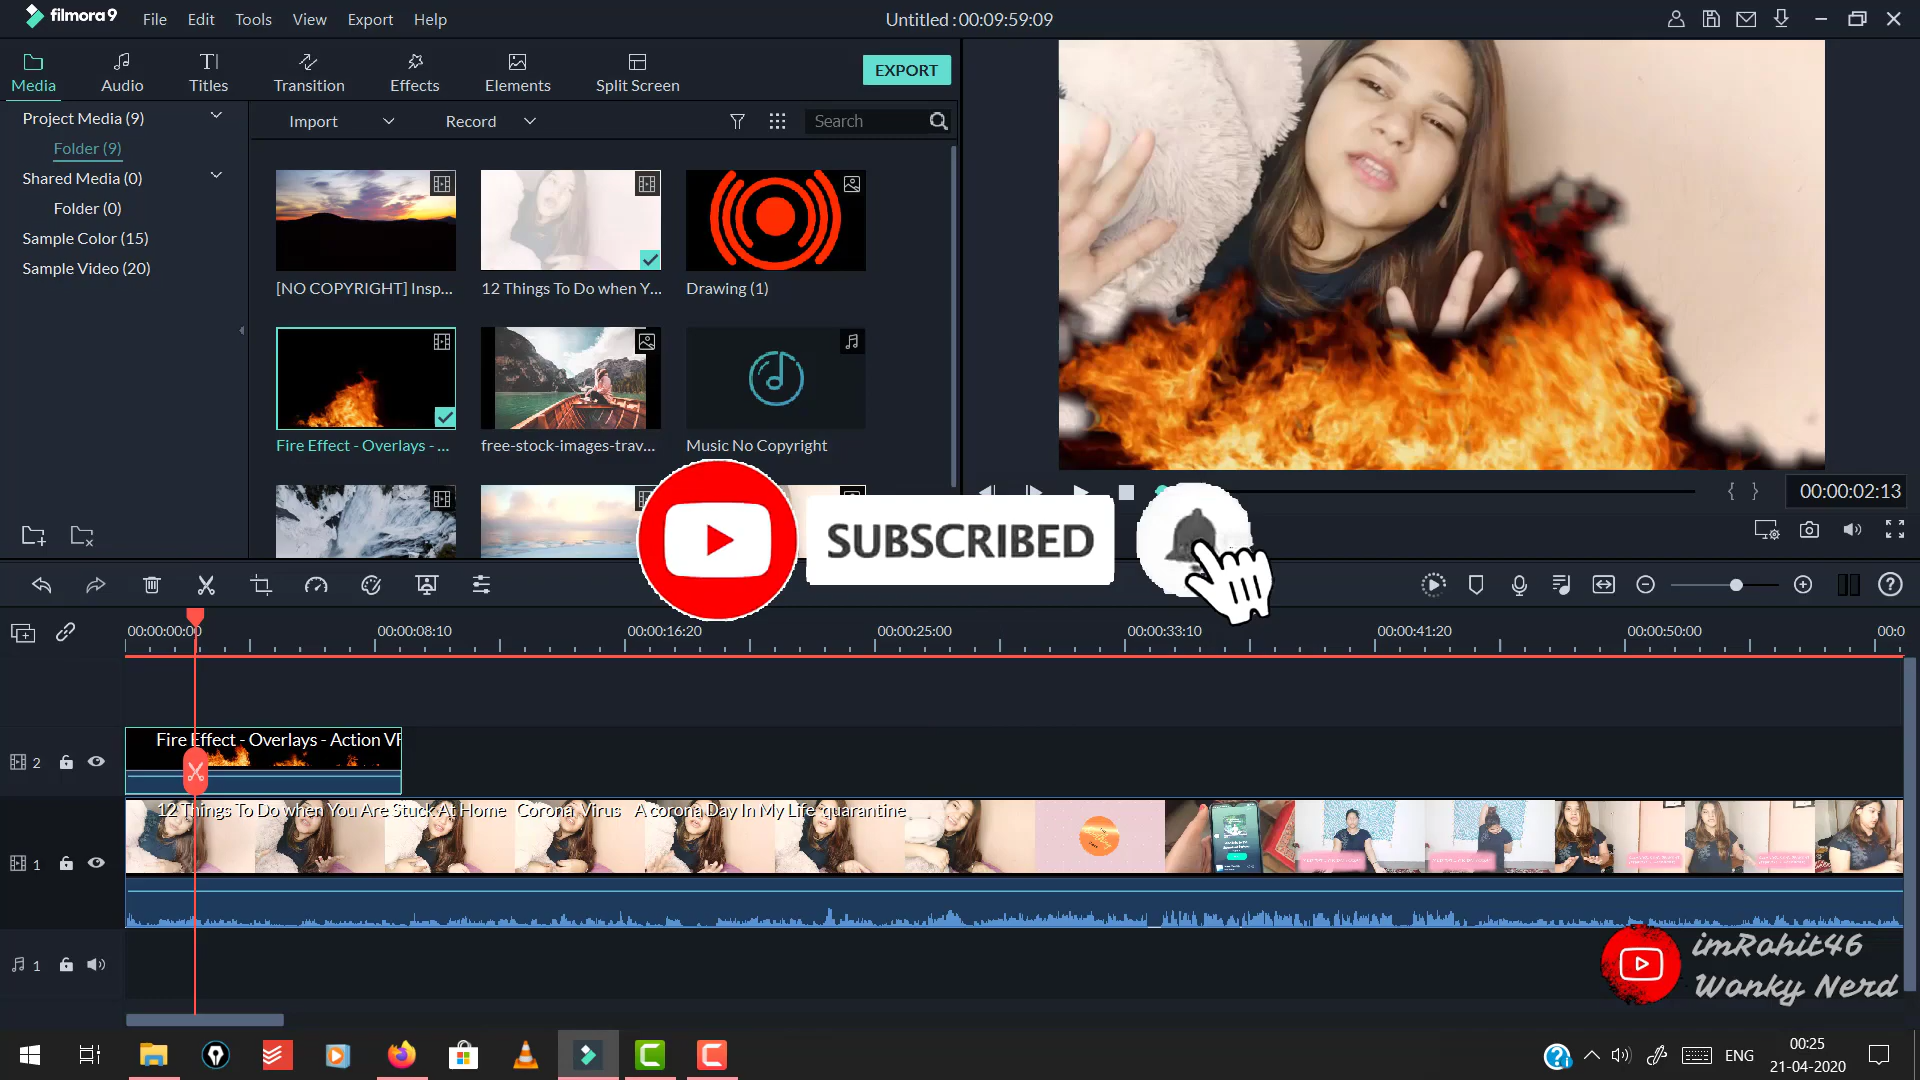 filmora9
File Edit Tools View Export Help
Untitled : 00:09:59:09
Media Audio Titles Transition Effects Elements Split Screen
EXPORT
Project Media (9)
Folder (9)
Shared Media (0)
Folder (0)
Sample Color (15)
Sample Video (20)
Import Record Search
[NO COPYRIGHT] Insp... 12 Things To Do when Y... Drawing (1)
Fire Effect - Overlays - ... free-stock-images-trav... Music No Copyright
00:00:02:13
SUBSCRIBED
00:00:00:00 00:00:08:10 00:00:16:20 00:00:25:00 00:00:33:10 00:00:41:20 00:00:50:00 00:0
Fire Effect - Overlays - Action VF
2
12 Things To Do when You Are Stuck At Home Corona Virus A corona Day In My Life quarantine
1
1
imRohit46
Wonky Nerd
ENG
00:25
21-04-2020